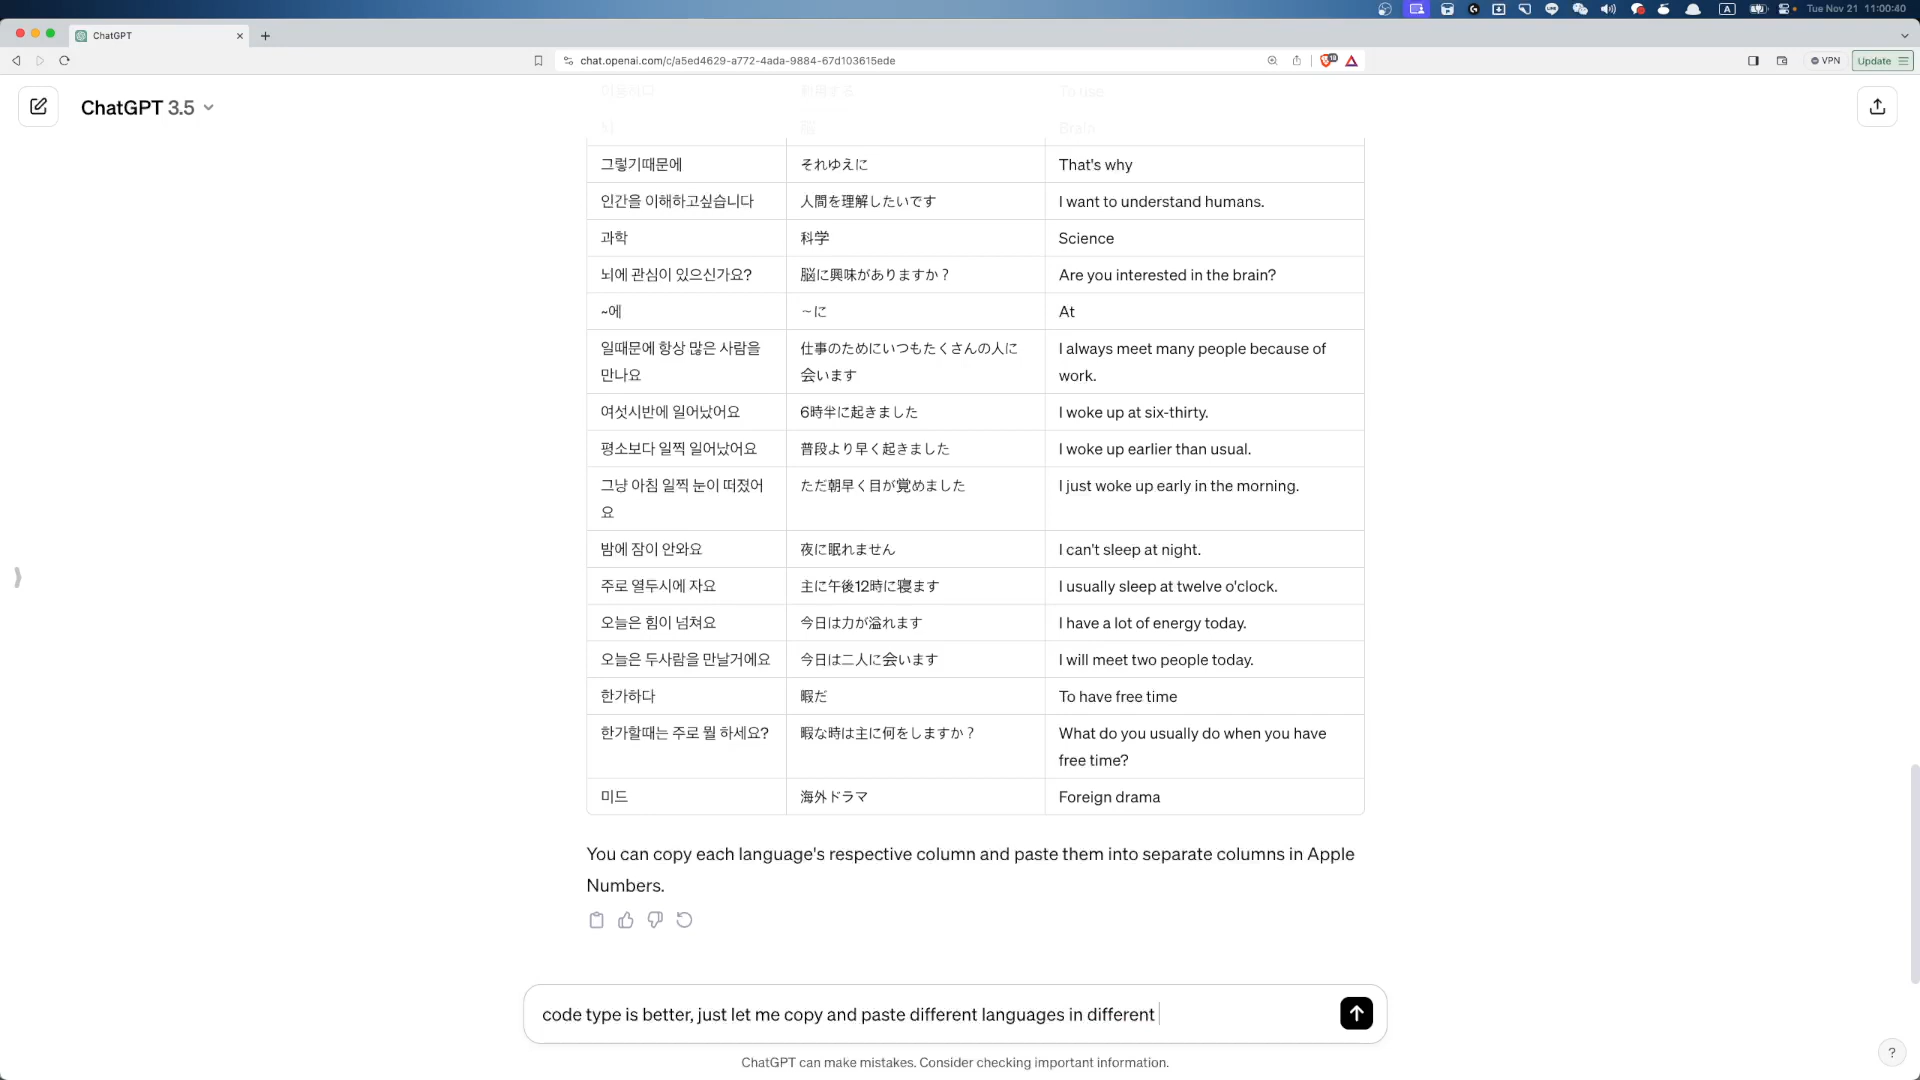 Tue Nov 21 11:00:40
ChatGPT
chat.openai.com/c/a5ed4629-a772-4ada-9884-67d103615ede
VPN
Update
ChatGPT 3.5
이용하다 利用する To use
뇌 脳 Brain
그렇기때문에 それゆえに That's why
인간을 이해하고싶습니다 人間を理解したいです I want to understand humans.
과학 科学 Science
뇌에 관심이 있으신가요? 脳に興味がありますか？ Are you interested in the brain?
~에 ～に At
일때문에 항상 많은 사람을 仕事のためにいつもたくさんの人に I always meet many people because of
만나요 会います work.
여섯시반에 일어났어요 6時半に起きました I woke up at six-thirty.
평소보다 일찍 일어났어요 普段より早く起きました I woke up earlier than usual.
그냥 아침 일찍 눈이 떠졌어 ただ朝早く目が覚めました I just woke up early in the morning.
요
밤에 잠이 안와요 夜に眠れません I can't sleep at night.
주로 열두시에 자요 主に午後12時に寝ます I usually sleep at twelve o'clock.
오늘은 힘이 넘쳐요 今日は力が溢れます I have a lot of energy today.
오늘은 두사람을 만날거에요 今日は二人に会います I will meet two people today.
한가하다 暇だ To have free time
한가할때는 주로 뭘 하세요? 暇な時は主に何をしますか？ What do you usually do when you have
free time?
미드 海外ドラマ Foreign drama
You can copy each language's respective column and paste them into separate columns in Apple
Numbers.
code type is better, just let me copy and paste different languages in different
ChatGPT can make mistakes. Consider checking important information.
?